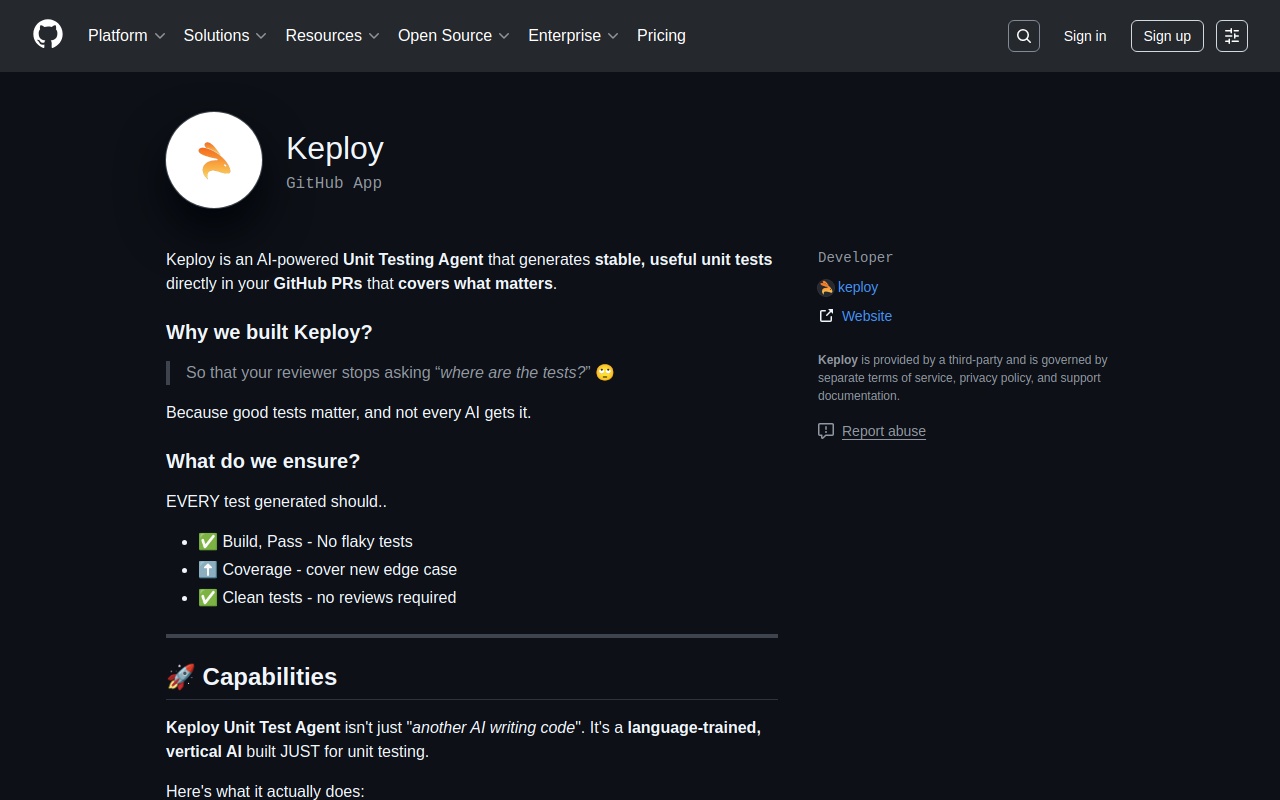 Platform Solutions Resources Open Source Enterprise Pricing Sign in Sign up
Keploy
GitHub App
Keploy is an AI-powered Unit Testing Agent that generates stable, useful unit tests
directly in your GitHub PRs that covers what matters.
Why we built Keploy?
So that your reviewer stops asking “where are the tests?” 🙄
Because good tests matter, and not every AI gets it.
What do we ensure?
EVERY test generated should..
• ✅ Build, Pass - No flaky tests
• ⬆️ Coverage - cover new edge case
• ✅ Clean tests - no reviews required
🚀 Capabilities
Keploy Unit Test Agent isn't just "another AI writing code". It's a language-trained,
vertical AI built JUST for unit testing.
Here's what it actually does:
Developer
keploy
Website
Keploy is provided by a third-party and is governed by
separate terms of service, privacy policy, and support
documentation.
Report abuse